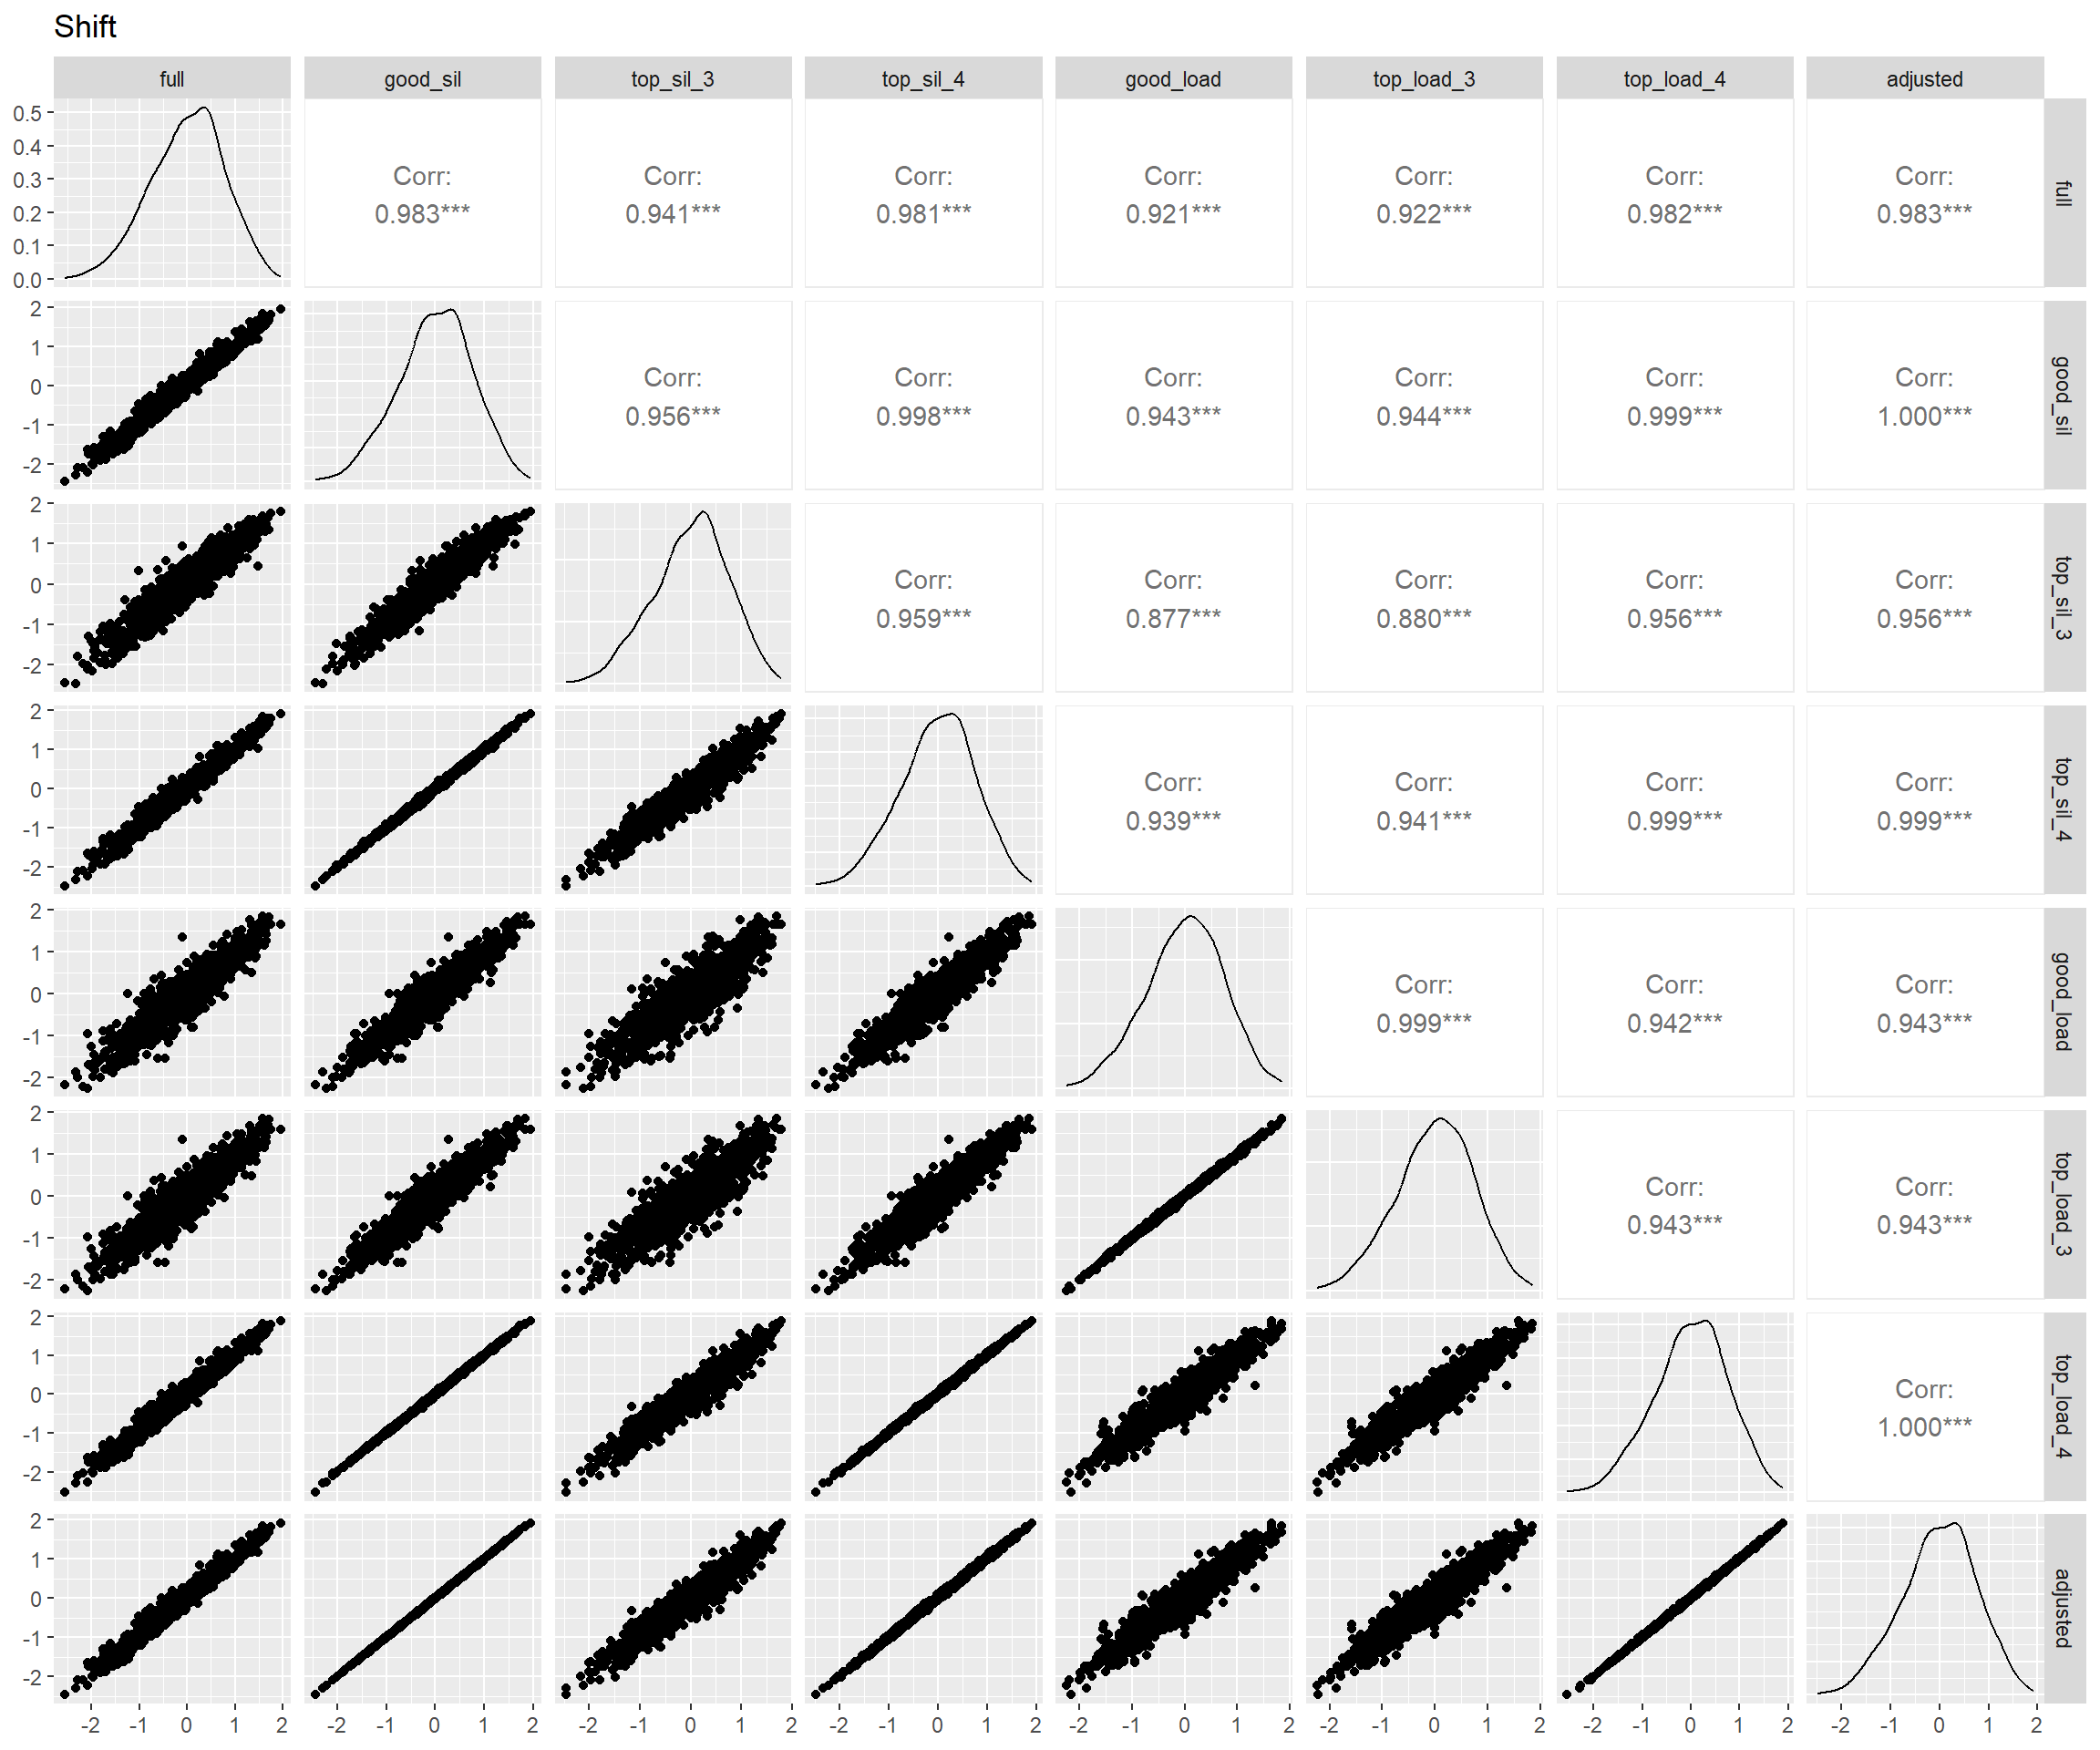 Shift
full good_sil top_sil_3 top_sil_4 good_load top_load_3 top_load_4 adjusted
0.5
0.4
0.3
0.2
0.1
0.0
Corr: Corr: Corr: Corr: Corr: Corr: Corr:
0.983*** 0.941*** 0.981*** 0.921*** 0.922*** 0.982*** 0.983***
full
2
1
0
-1
-2
Corr: Corr: Corr: Corr: Corr: Corr:
0.956*** 0.998*** 0.943*** 0.944*** 0.999*** 1.000***
good_sil
2
1
0
-1
-2
Corr: Corr: Corr: Corr: Corr:
0.959*** 0.877*** 0.880*** 0.956*** 0.956***
top_sil_3
2
1
0
-1
-2
Corr: Corr: Corr: Corr:
0.939*** 0.941*** 0.999*** 0.999***
top_sil_4
2
1
0
-1
-2
Corr: Corr: Corr:
0.999*** 0.942*** 0.943***
good_load
2
1
0
-1
-2
Corr: Corr:
0.943*** 0.943***
top_load_3
2
1
0
-1
-2
Corr:
1.000***
top_load_4
2
1
0
-1
-2
adjusted
-2 -1 0 1 2 -2 -1 0 1 2 -2 -1 0 1 2 -2 -1 0 1 2 -2 -1 0 1 2 -2 -1 0 1 2 -2 -1 0 1 2 -2 -1 0 1 2